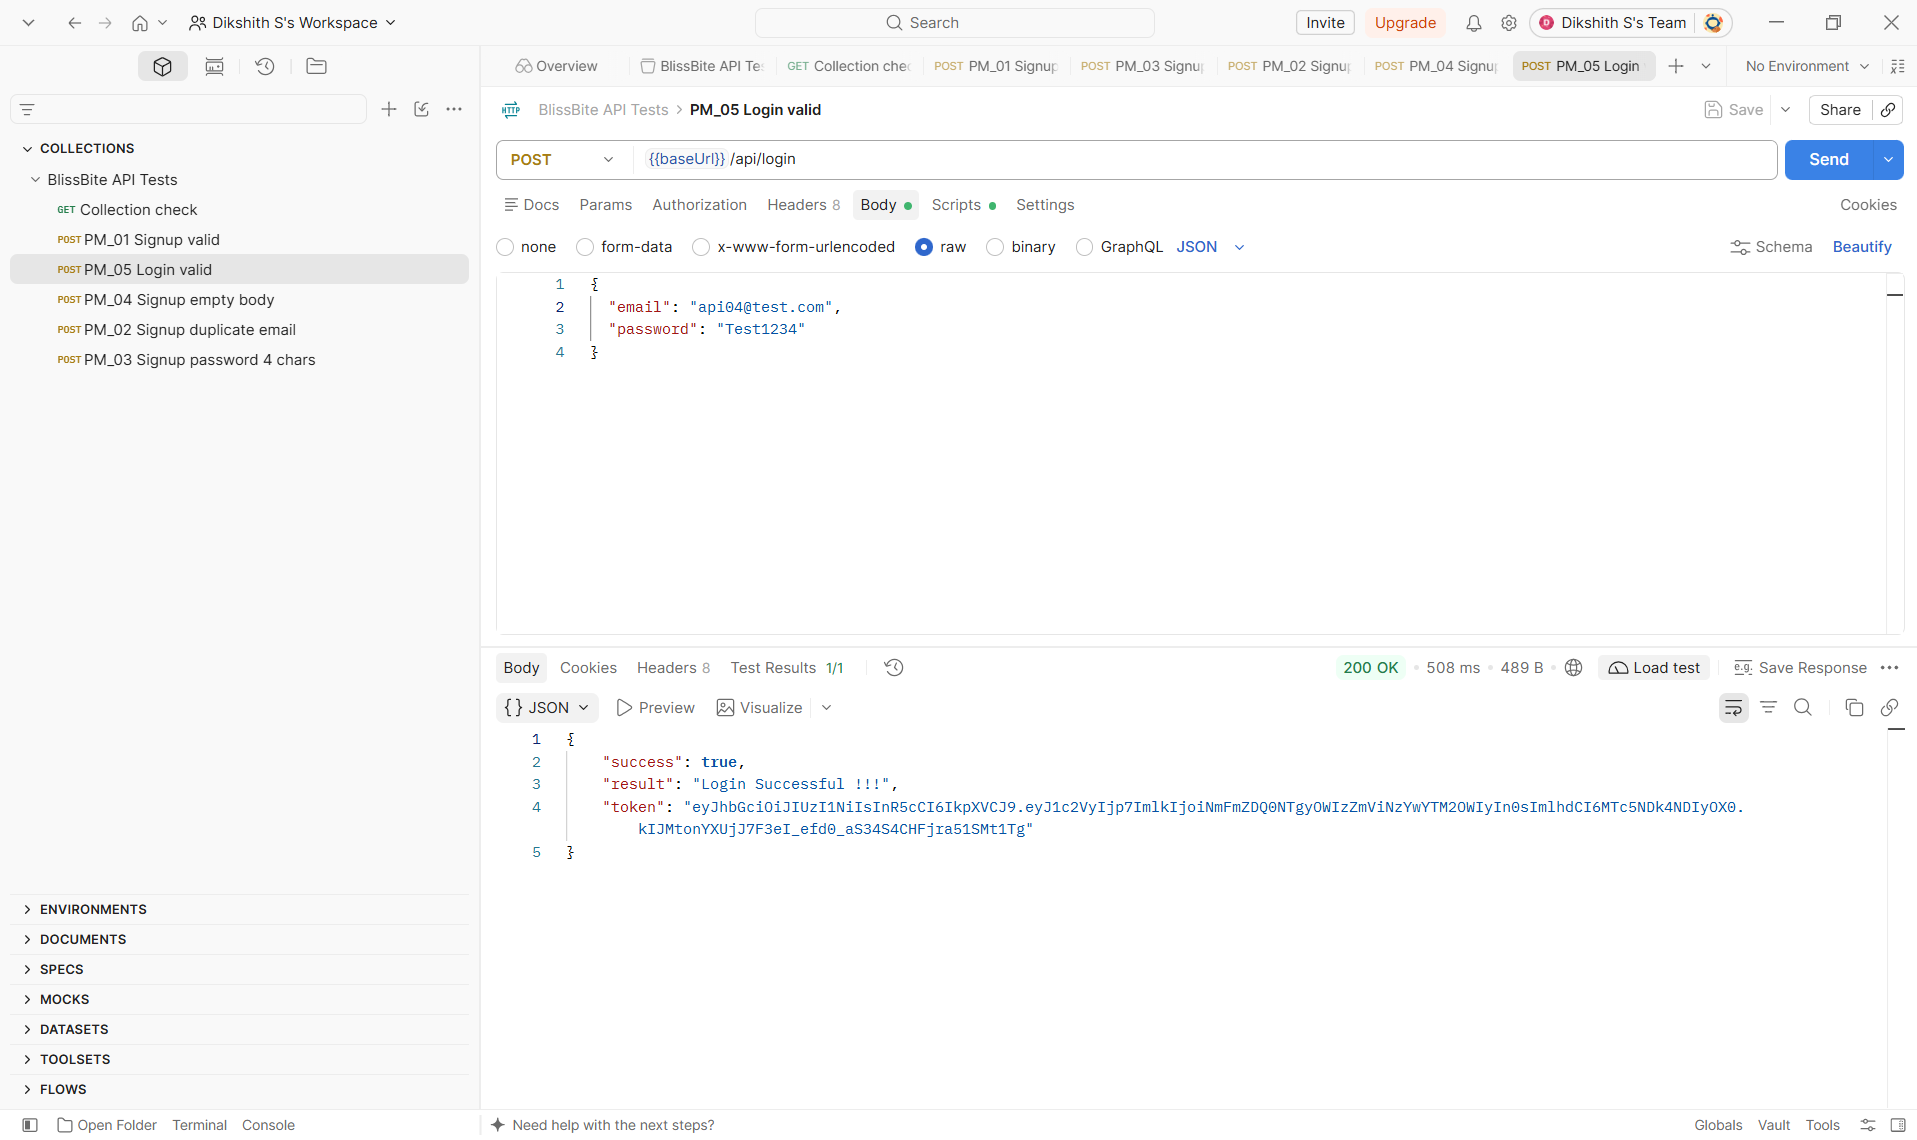 Dikshith S's Workspace
Search
Invite
Upgrade
D
Dikshith S's Team
Overview
BlissBite API Te
GET Collection chec
POST PM_01 Signup
POST PM_03 Signu
POST PM_02 Signu
POST PM_04 Signu
POST PM_05 Login
No Environment
COLLECTIONS
BlissBite API Tests
GET Collection check
POST PM_01 Signup valid
POST PM_05 Login valid
POST PM_04 Signup empty body
POST PM_02 Signup duplicate email
POST PM_03 Signup password 4 chars
ENVIRONMENTS
DOCUMENTS
SPECS
MOCKS
DATASETS
TOOLSETS
FLOWS
HTTP BlissBite API Tests > PM_05 Login valid
Save
Share
POST
{{baseUrl}} /api/login
Send
Docs
Params
Authorization
Headers 8
Body
Scripts
Settings
Cookies
none
form-data
x-www-form-urlencoded
raw
binary
GraphQL
JSON
Schema
Beautify
1 {
2 "email": "api04@test.com",
3 "password": "Test1234"
4 }
Body
Cookies
Headers 8
Test Results 1/1
200 OK
508 ms
489 B
Load test
e.g. Save Response
{} JSON
Preview
Visualize
1 {
2 "success": true,
3 "result": "Login Successful !!!",
4 "token": "eyJhbGciOiJIUzI1NiIsInR5cCI6IkpXVCJ9.eyJ1c2VyIjp7ImlkIjoiNmFmZDQ0NTgyOWIzZmViNzYwYTM2OWIyIn0sImlhdCI6MTc5NDk4NDIyOX0.
kIJMtonYXUjJ7F3eI_efd0_aS34S4CHFjra51SMt1Tg"
5 }
Open Folder
Terminal
Console
Need help with the next steps?
Globals
Vault
Tools